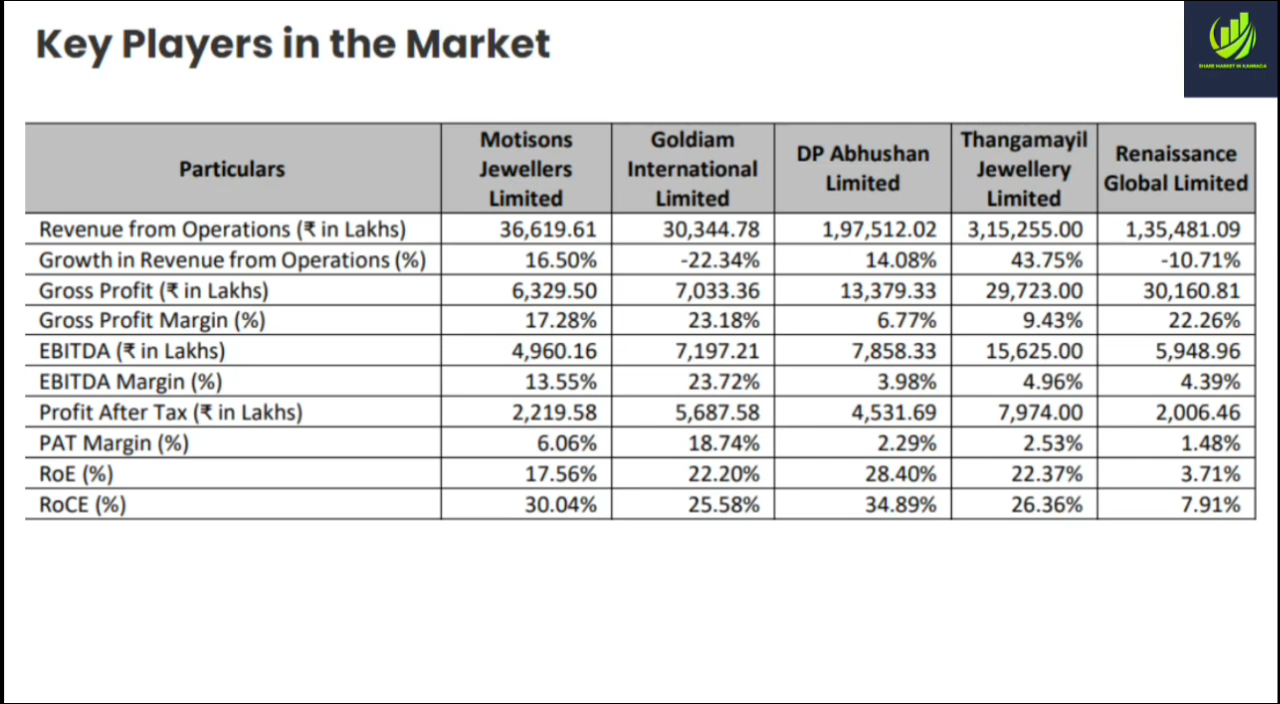 Key Players in the Market
SHARE MARKET IN KANNADA
Particulars Motisons Jewellers Limited Goldiam International Limited DP Abhushan Limited Thangamayil Jewellery Limited Renaissance Global Limited
Revenue from Operations (₹ in Lakhs) 36,619.61 30,344.78 1,97,512.02 3,15,255.00 1,35,481.09
Growth in Revenue from Operations (%) 16.50% -22.34% 14.08% 43.75% -10.71%
Gross Profit (₹ in Lakhs) 6,329.50 7,033.36 13,379.33 29,723.00 30,160.81
Gross Profit Margin (%) 17.28% 23.18% 6.77% 9.43% 22.26%
EBITDA (₹ in Lakhs) 4,960.16 7,197.21 7,858.33 15,625.00 5,948.96
EBITDA Margin (%) 13.55% 23.72% 3.98% 4.96% 4.39%
Profit After Tax (₹ in Lakhs) 2,219.58 5,687.58 4,531.69 7,974.00 2,006.46
PAT Margin (%) 6.06% 18.74% 2.29% 2.53% 1.48%
RoE (%) 17.56% 22.20% 28.40% 22.37% 3.71%
RoCE (%) 30.04% 25.58% 34.89% 26.36% 7.91%